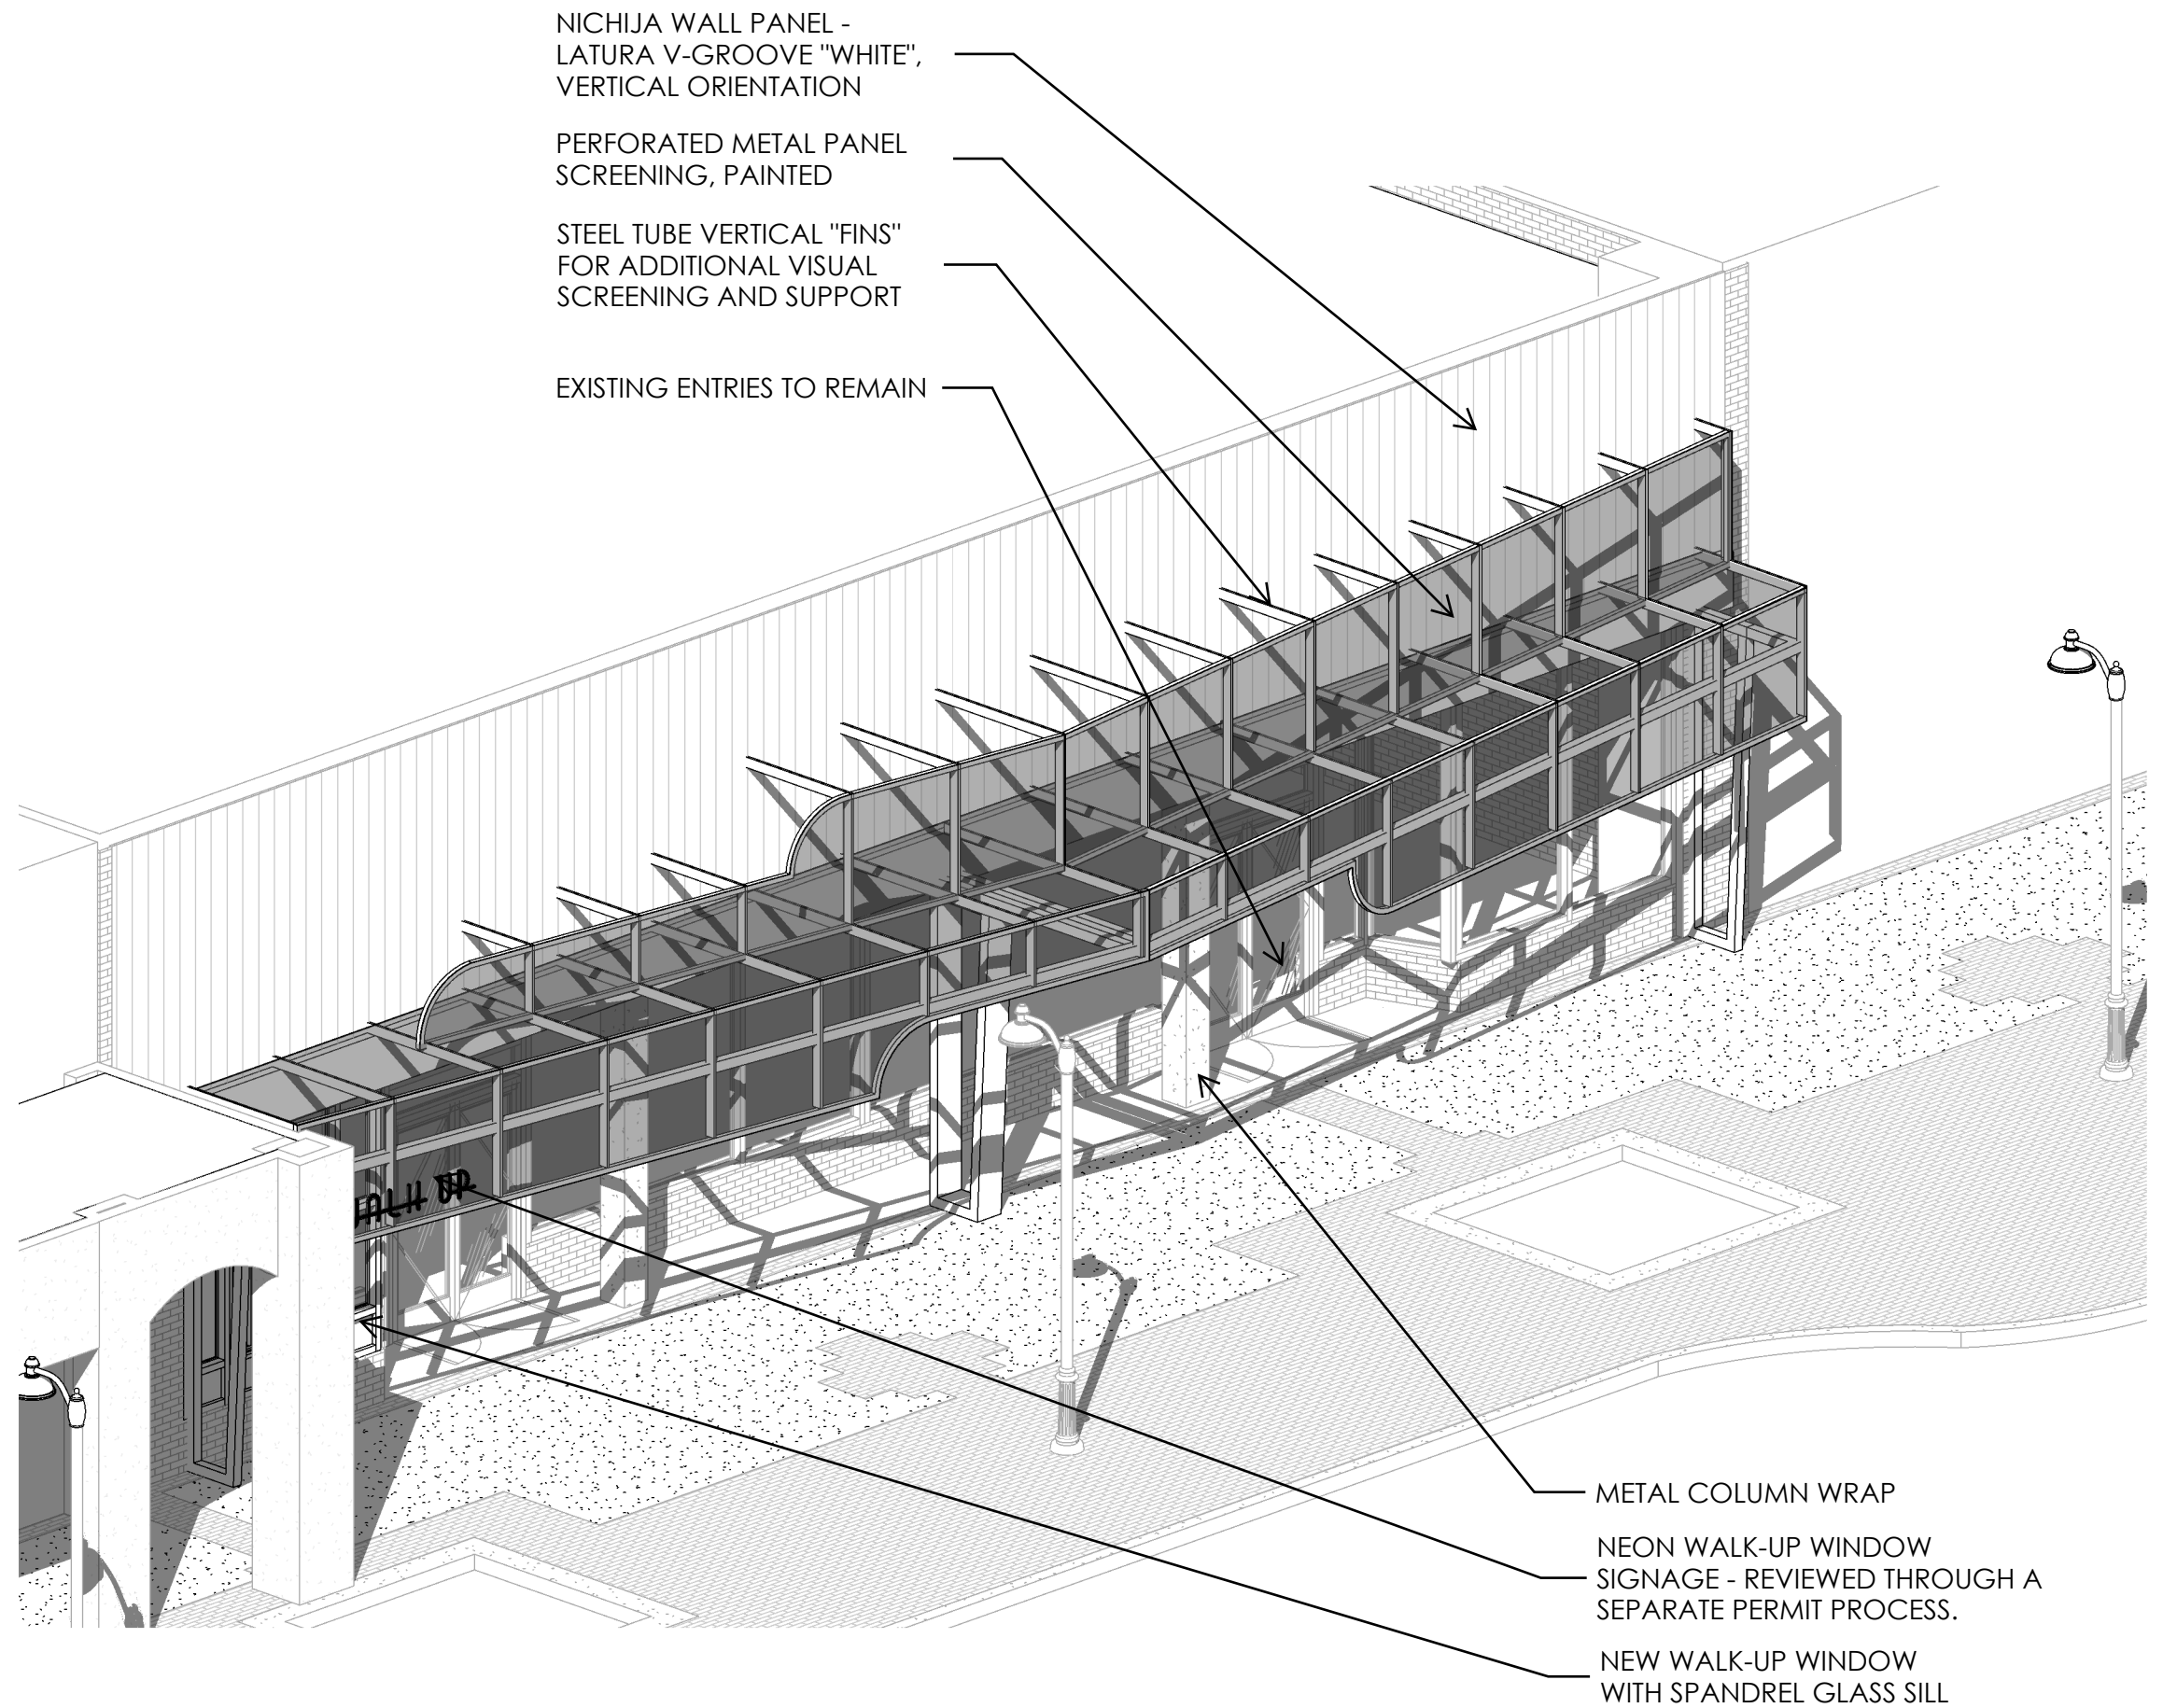 NICHIJA WALL PANEL -
LATURA V-GROOVE "WHITE",
VERTICAL ORIENTATION
PERFORATED METAL PANEL
SCREENING, PAINTED
STEEL TUBE VERTICAL "FINS"
FOR ADDITIONAL VISUAL
SCREENING AND SUPPORT
EXISTING ENTRIES TO REMAIN
UP
METAL COLUMN WRAP
NEON WALK-UP WINDOW
SIGNAGE - REVIEWED THROUGH A
SEPARATE PERMIT PROCESS.
NEW WALK-UP WINDOW
WITH SPANDREL GLASS SILL